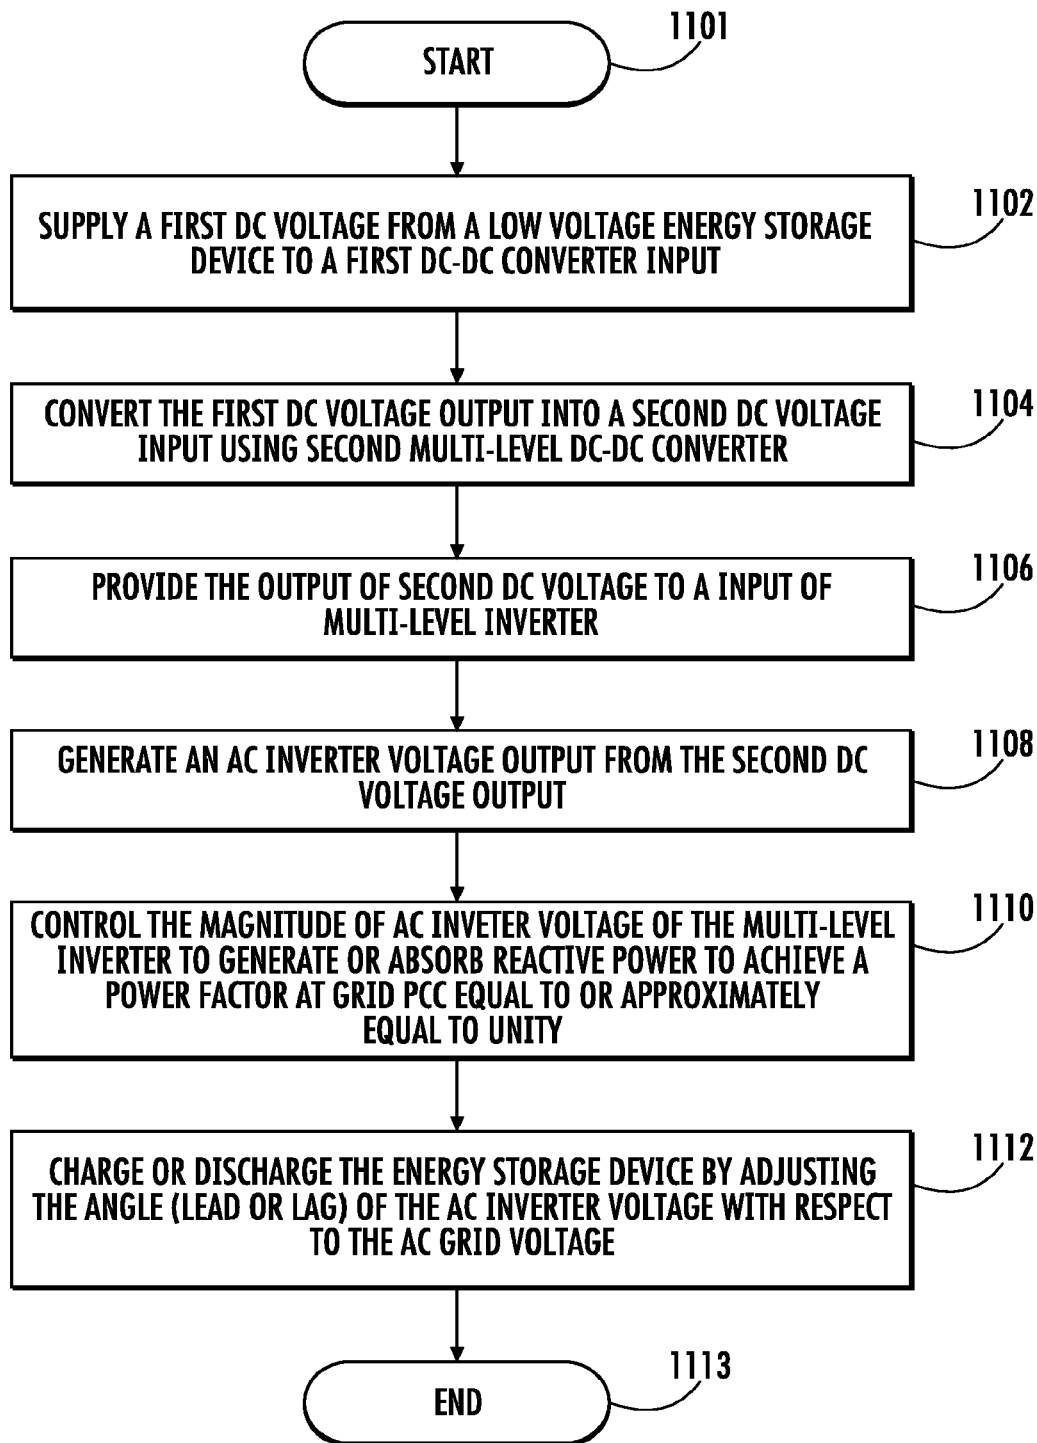 1101
START
1102
SUPPLY A FIRST DC VOLTAGE FROM A LOW VOLTAGE ENERGY STORAGE
DEVICE TO A FIRST DC-DC CONVERTER INPUT
1104
CONVERT THE FIRST DC VOLTAGE OUTPUT INTO A SECOND DC VOLTAGE
INPUT USING SECOND MULTI-LEVEL DC-DC CONVERTER
1106
PROVIDE THE OUTPUT OF SECOND DC VOLTAGE TO A INPUT OF
MULTI-LEVEL INVERTER
1108
GENERATE AN AC INVERTER VOLTAGE OUTPUT FROM THE SECOND DC
VOLTAGE OUTPUT
1110
CONTROL THE MAGNITUDE OF AC INVETER VOLTAGE OF THE MULTI-LEVEL
INVERTER TO GENERATE OR ABSORB REACTIVE POWER TO ACHIEVE A
POWER FACTOR AT GRID PCC EQUAL TO OR APPROXIMATELY
EQUAL TO UNITY
1112
CHARGE OR DISCHARGE THE ENERGY STORAGE DEVICE BY ADJUSTING
THE ANGLE (LEAD OR LAG) OF THE AC INVERTER VOLTAGE WITH RESPECT
TO THE AC GRID VOLTAGE
1113
END